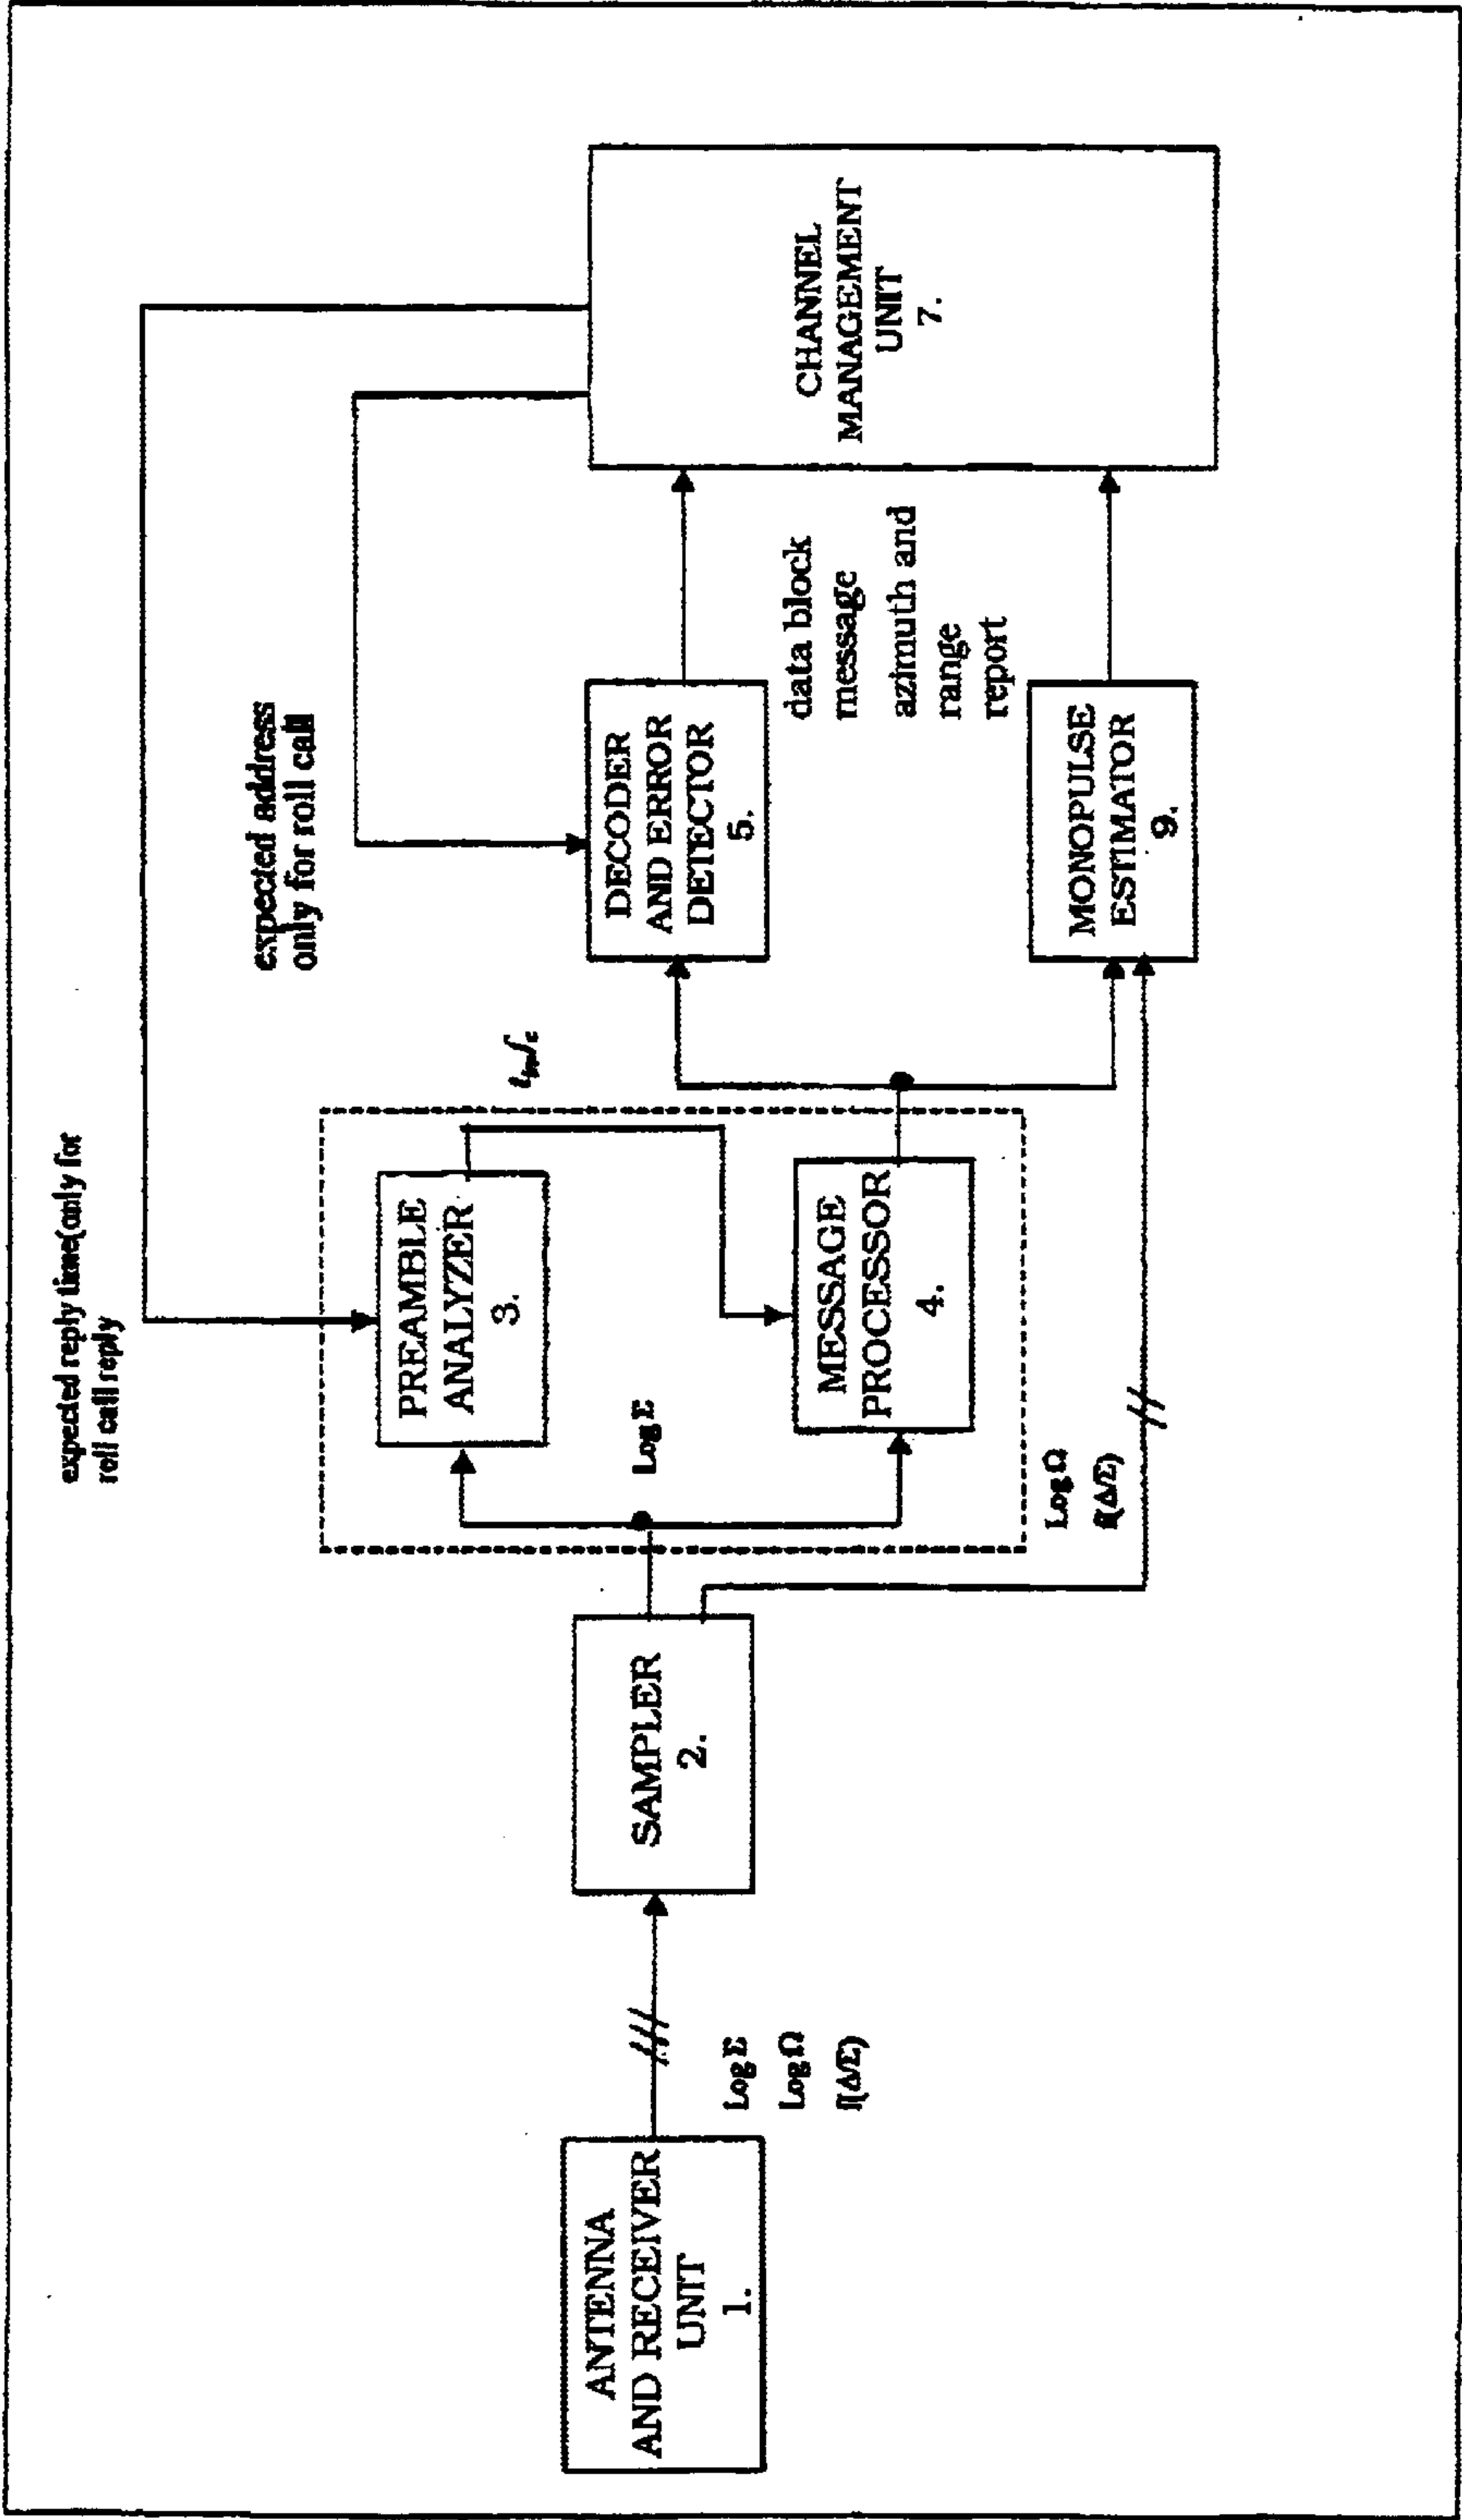 expected reply time(only for
roll call reply
expected address
only for roll call
ANTENNA
AND RECEIVER
UNIT
1.
Log Σ
Log Ω
f(Δ/Σ)
SAMPLER
2.
Log Σ
PREAMBLE
ANALYZER
3.
MESSAGE
PROCESSOR
4.
Log Ω
f(Δ/Σ)
DECODER
AND ERROR
DETECTOR
5.
data block
message
azimuth and
range
report
MONOPULSE
ESTIMATOR
9.
CHANNEL
MANAGEMENT
UNIT
7.